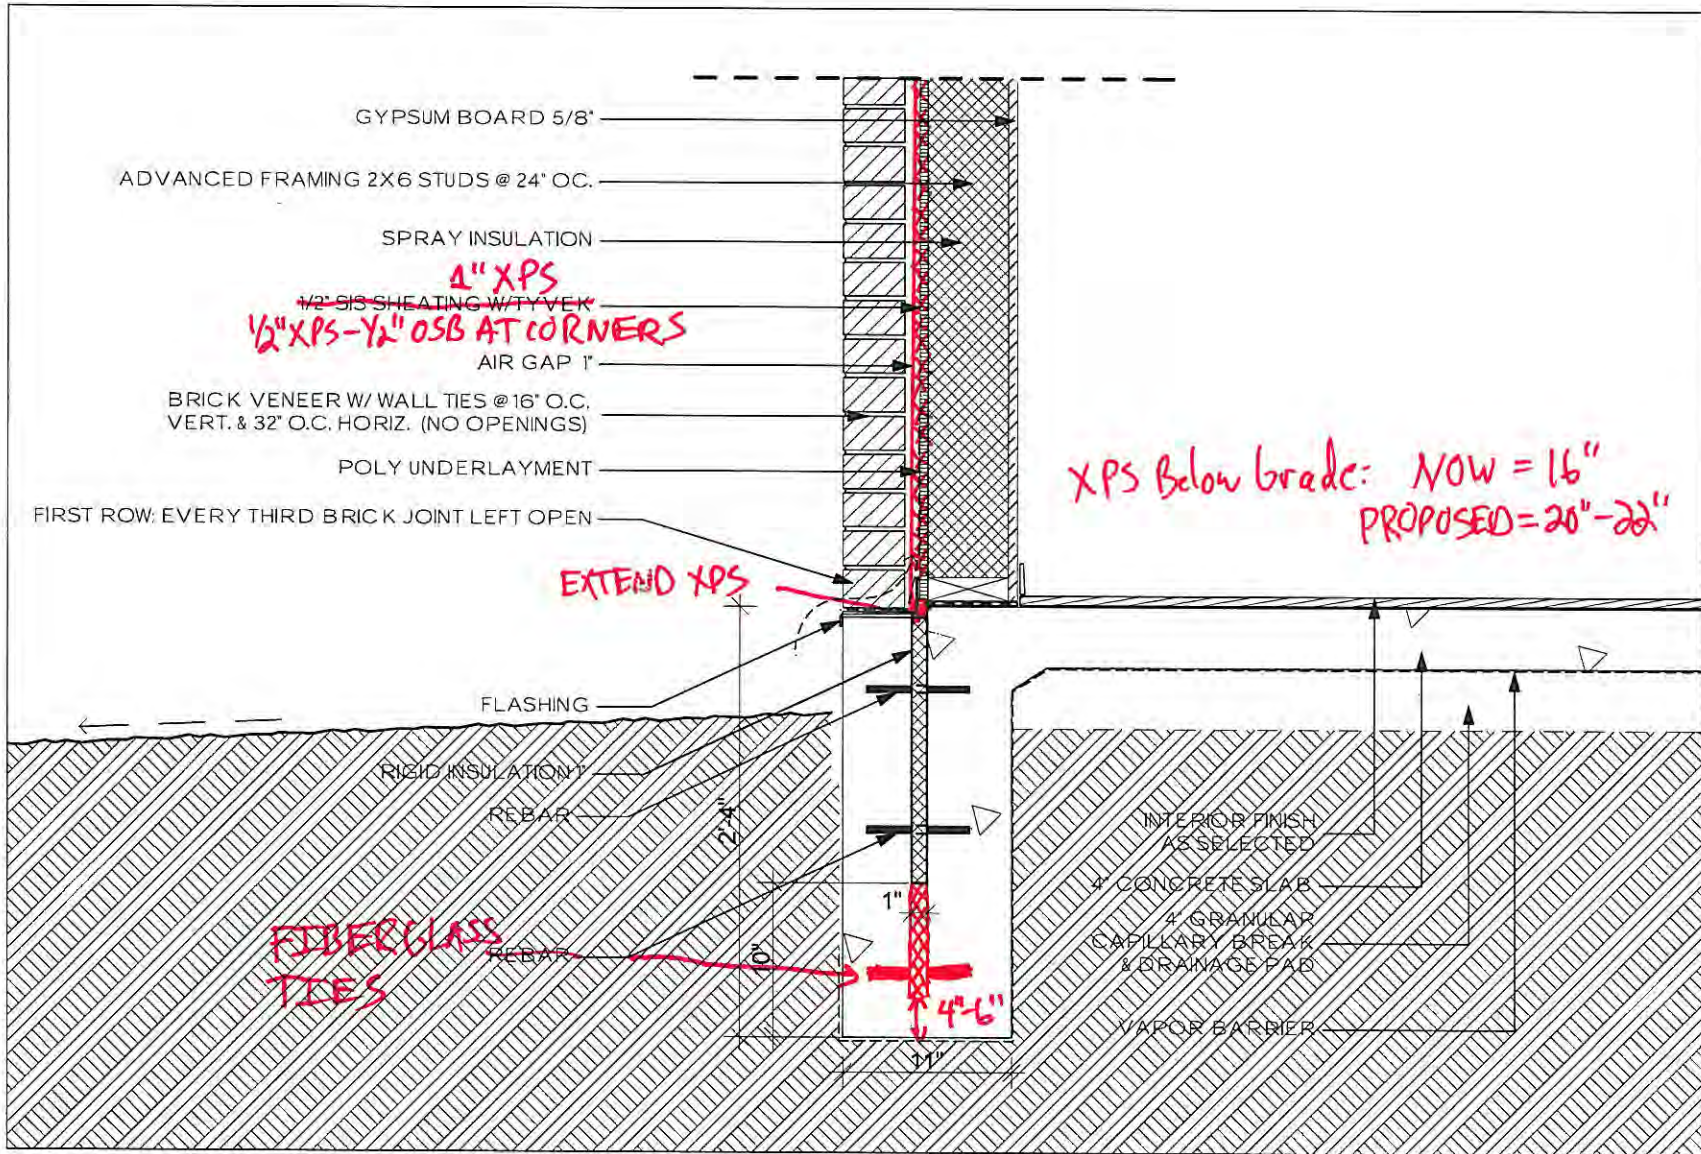 GYPSUM BOARD 5/8"
ADVANCED FRAMING 2X6 STUDS @ 24" OC.
SPRAY INSULATION
1" XPS
1/2" SIS SHEATING W/TYVEK
1/2" XPS-1/2" OSB AT CORNERS
AIR GAP 1"
BRICK VENEER W/ WALL TIES @ 16" O.C.
VERT. & 32" O.C. HORIZ. (NO OPENINGS)
POLY UNDERLAYMENT
FIRST ROW: EVERY THIRD BRICK JOINT LEFT OPEN
EXTEND XPS
XPS Below Grade: NOW = 16"
PROPOSED = 20"-22"
FLASHING
RIGID INSULATION 1"
REBAR
2'-4"
REBAR
FIBERGLASS
TIES
10"
1"
4"-6"
11"
INTERIOR FINISH
AS SELECTED
4" CONCRETE SLAB
4" GRANULAR
CAPILLARY BREAK
& DRAINAGE PAD
VAPOR BARRIER